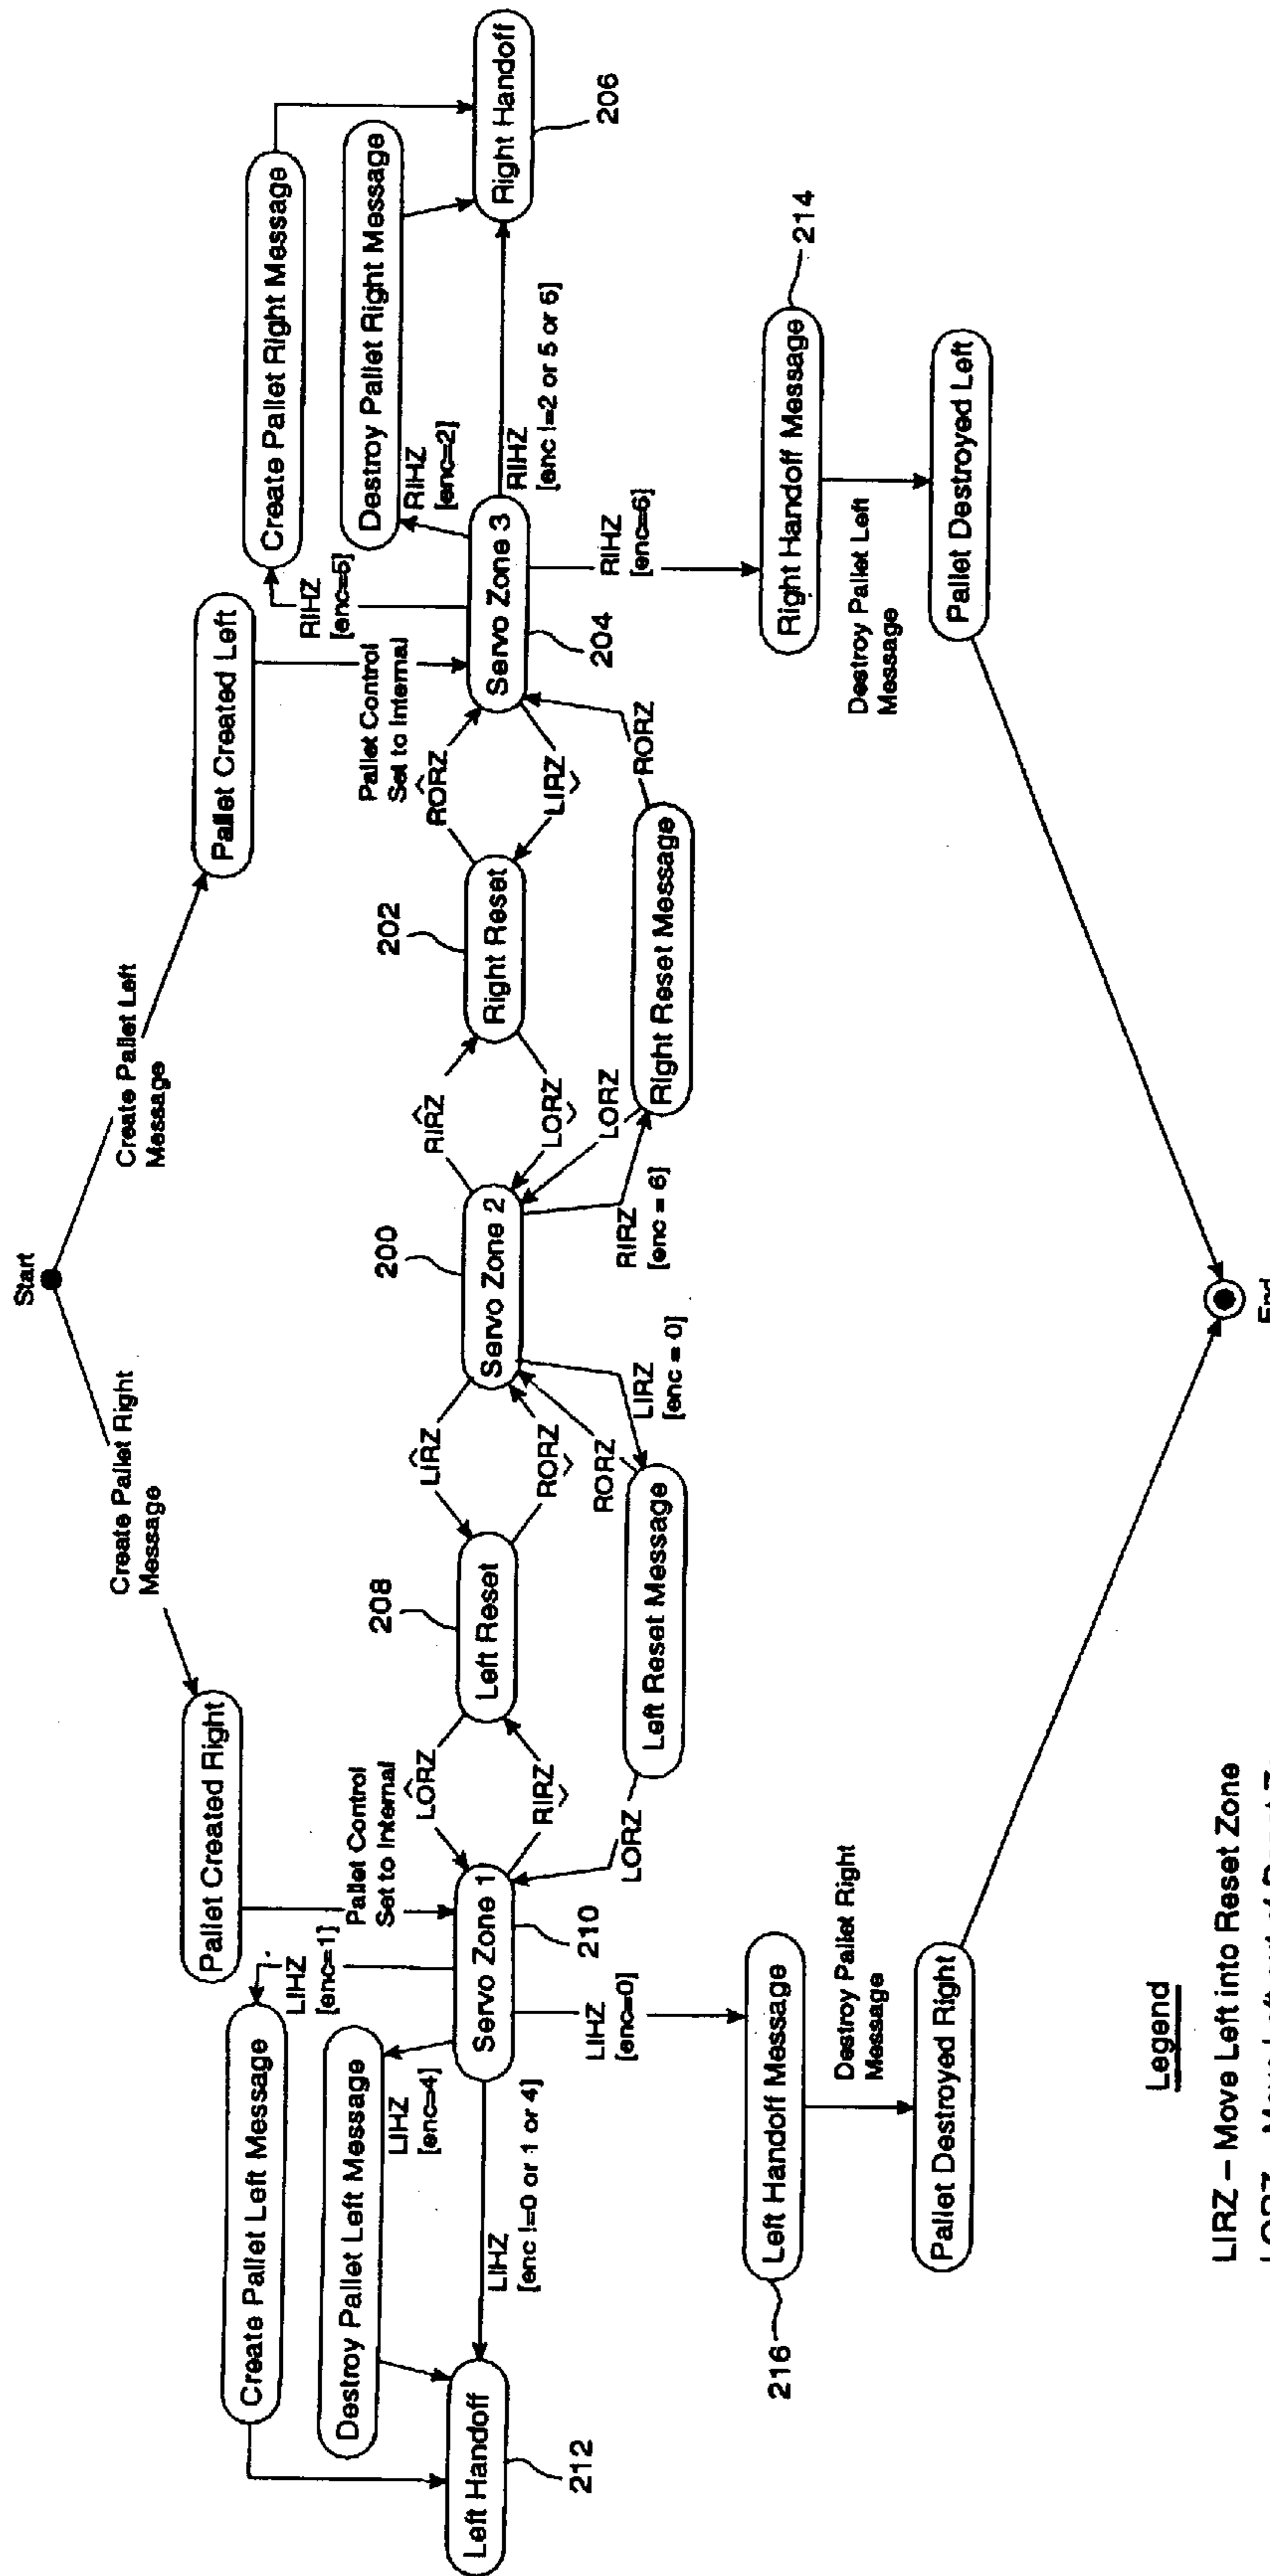 Start
Create Pallet Right
Message
Create Pallet Left
Message
Pallet Created Right
Pallet Created Left
Create Pallet Left Message
LIHZ
[enc=1]
Pallet Control
Set to Internal
Destroy Pallet Left Message
LIHZ
[enc=4]
Left Handoff
212
LIHZ
[enc !=0 or 1 or 4]
Servo Zone 1
210
LIHZ
[enc=0]
LORZ
RIRZ
Left Reset
208
LIRZ
RORZ
Left Reset Message
LORZ
RORZ
LIRZ
[enc = 0]
Servo Zone 2
200
RIRZ
LORZ
Right Reset
202
RIRZ
[enc = 6]
LORZ
Right Reset Message
RORZ
RORZ
LIRZ
Pallet Control
Set to Internal
Servo Zone 3
204
RIHZ
[enc=5]
Create Pallet Right Message
RIHZ
[enc=2]
Destroy Pallet Right Message
RIHZ
[enc !=2 or 5 or 6]
Right Handoff
206
RIHZ
[enc=6]
Left Handoff Message
216
Destroy Pallet Right
Message
Pallet Destroyed Right
Right Handoff Message
214
Destroy Pallet Left
Message
Pallet Destroyed Left
End
Legend
LIRZ – Move Left into Reset Zone